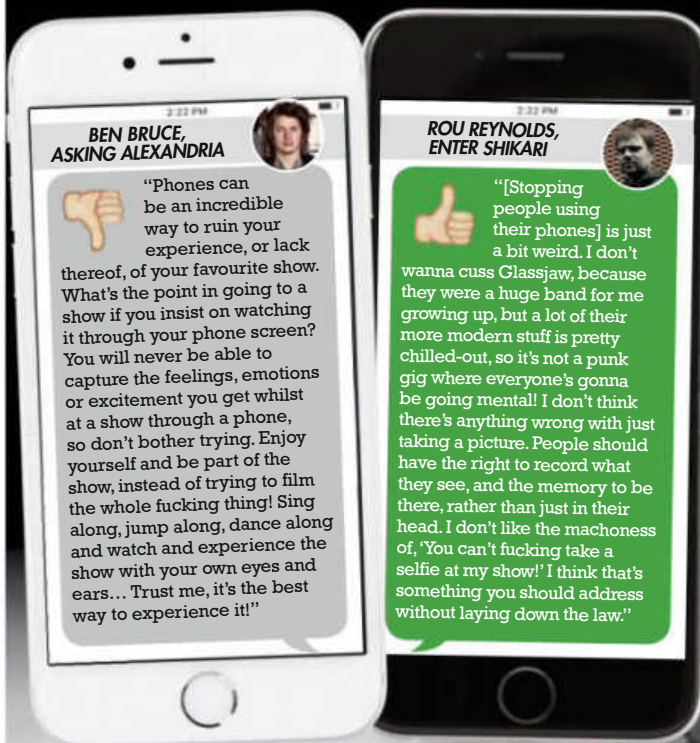 2:22 PM
BEN BRUCE,
ASKING ALEXANDRIA
“Phones can
be an incredible
way to ruin your
experience, or lack
thereof, of your favourite show.
What’s the point in going to a
show if you insist on watching
it through your phone screen?
You will never be able to
capture the feelings, emotions
or excitement you get whilst
at a show through a phone,
so don’t bother trying. Enjoy
yourself and be part of the
show, instead of trying to film
the whole fucking thing! Sing
along, jump along, dance along
and watch and experience the
show with your own eyes and
ears… Trust me, it’s the best
way to experience it!”
2:22 PM
ROU REYNOLDS,
ENTER SHIKARI
“[Stopping
people using
their phones] is just
a bit weird. I don’t
wanna cuss Glassjaw, because
they were a huge band for me
growing up, but a lot of their
more modern stuff is pretty
chilled-out, so it’s not a punk
gig where everyone’s gonna
be going mental! I don’t think
there’s anything wrong with just
taking a picture. People should
have the right to record what
they see, and the memory to be
there, rather than just in their
head. I don’t like the machoness
of, ‘You can’t fucking take a
selfie at my show!’ I think that’s
something you should address
without laying down the law.”